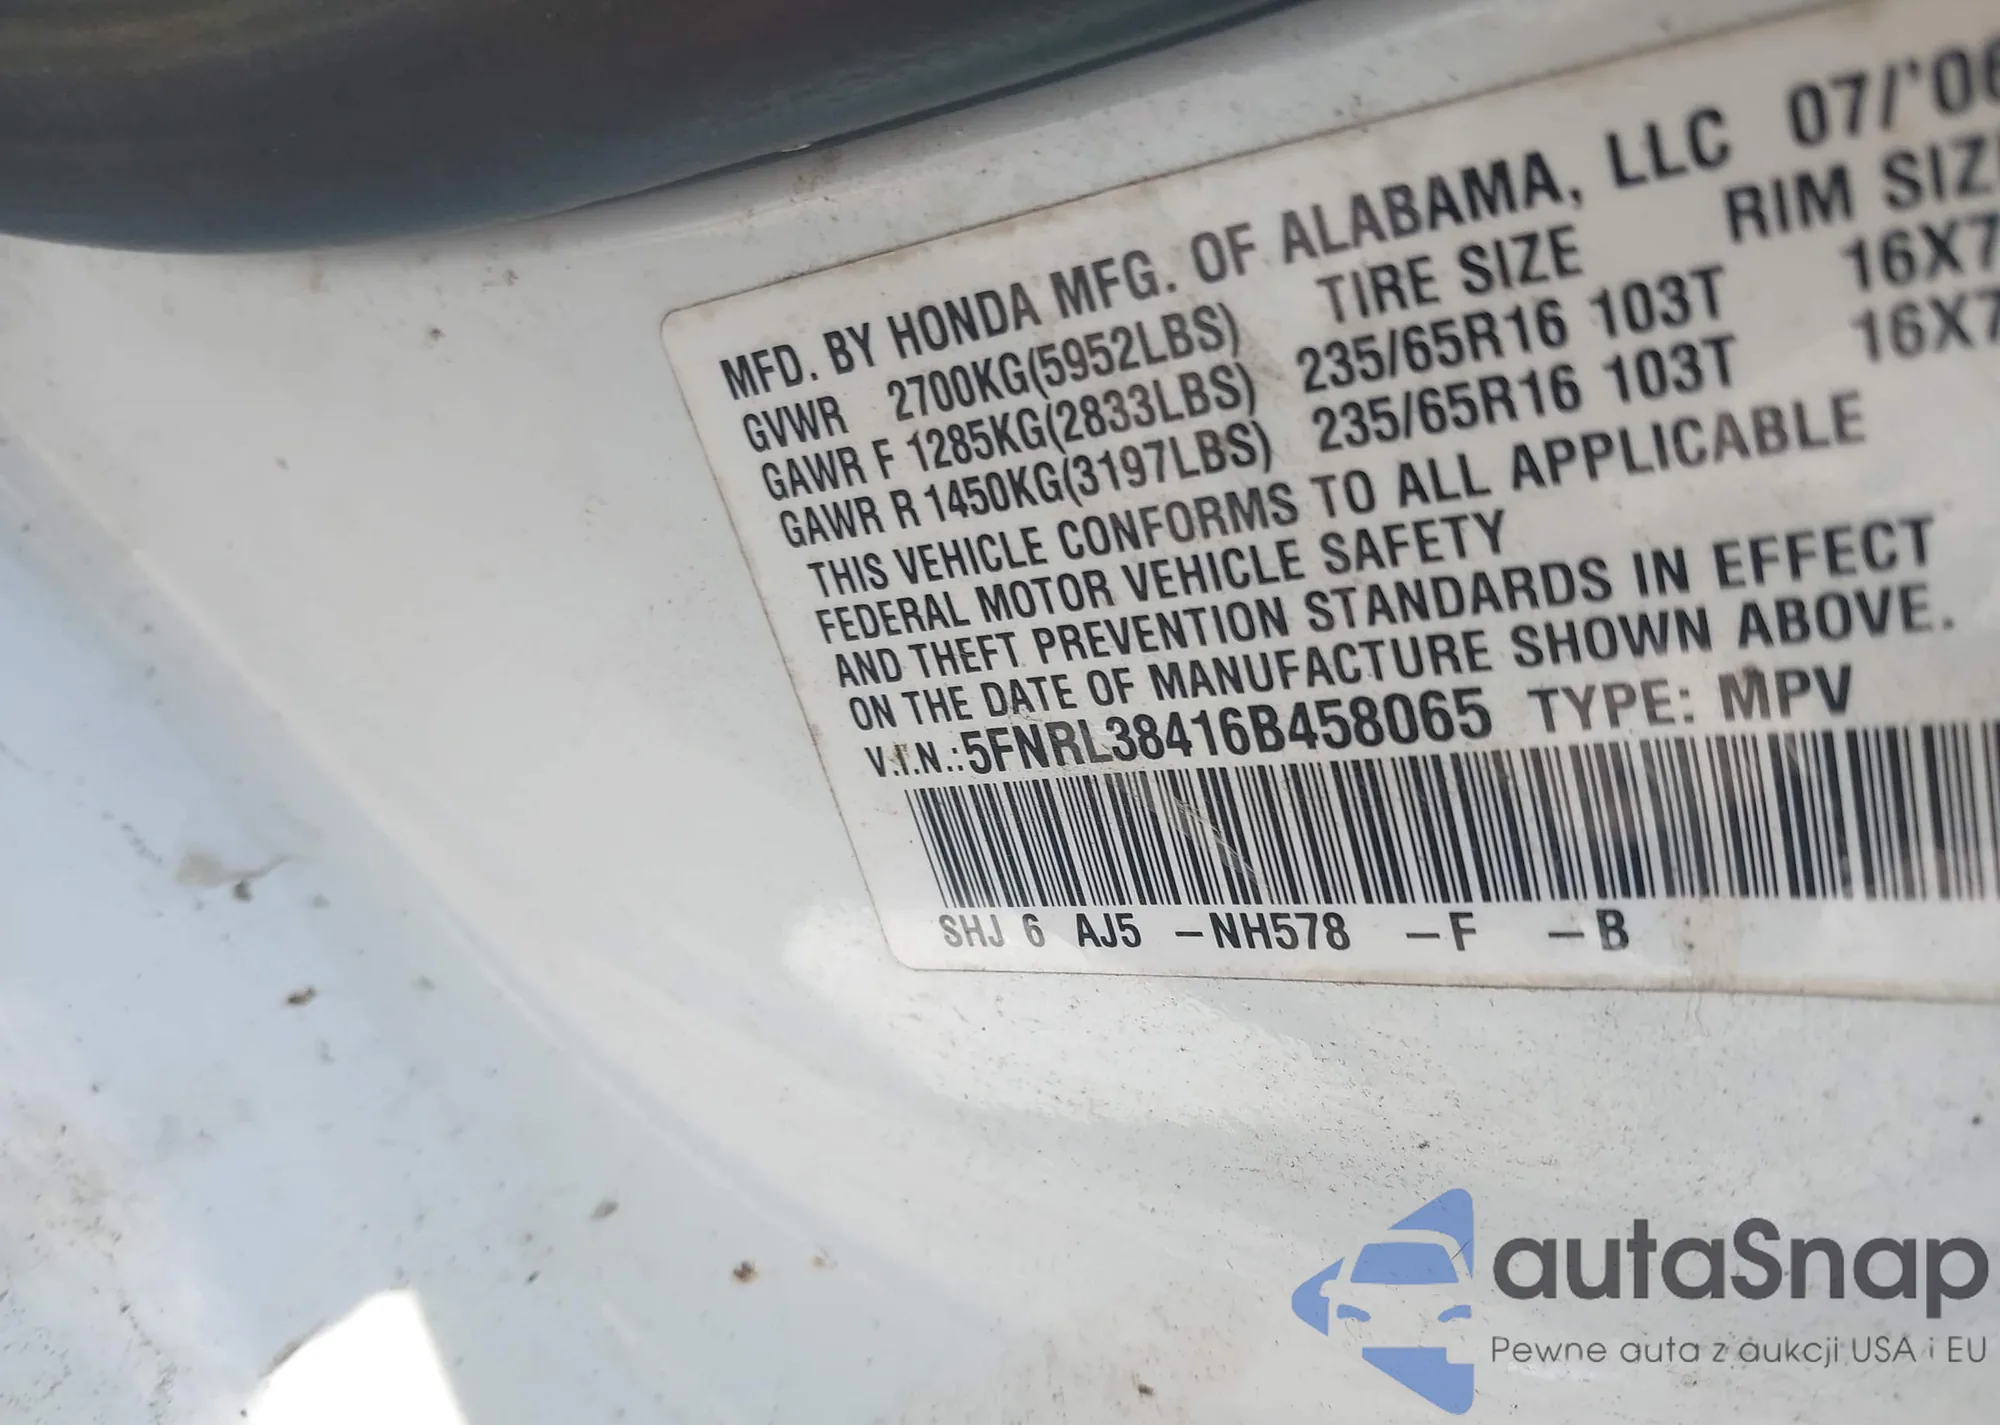 MFD. BY HONDA MFG. OF ALABAMA, LLC 07/'06
GVWR 2700KG(5952LBS) TIRE SIZE RIM SIZE
GAWR F 1285KG(2833LBS) 235/65R16 103T 16X7
GAWR R 1450KG(3197LBS) 235/65R16 103T 16X7
THIS VEHICLE CONFORMS TO ALL APPLICABLE
FEDERAL MOTOR VEHICLE SAFETY
AND THEFT PREVENTION STANDARDS IN EFFECT
ON THE DATE OF MANUFACTURE SHOWN ABOVE.
V.I.N.:5FNRL38416B458065 TYPE: MPV
SHJ 6 AJ5 –NH578 –F –B
autaSnap
Pewne auta z aukcji USA i EU